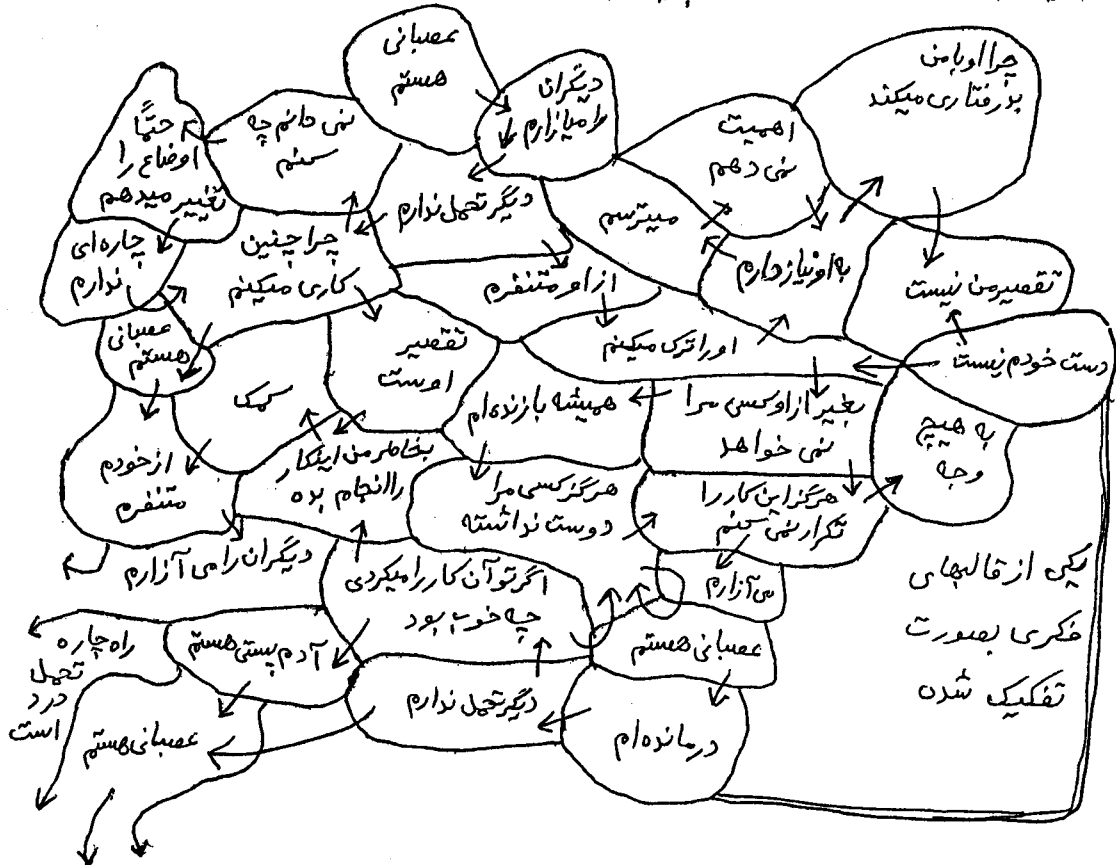 عصبانی
هستم
دیگران
را میازارم
چرا او با من
بدرفتاری میکند
اهمیت
نمی دهم
نمی دانم چه
کنم
حتماً
اوضاع را
تغییر میدهم
دیگر تحمل ندارم
میترسم
به او نیاز دارم
تقصیر من نیست
چرا چنین
کاری میکنم
چاره ای
ندارم
از او متنفرم
او را ترک میکنم
دست خودم نیست
عصبانی
هستم
تقصیر
اوست
کمک
همیشه بازنده ام
بغیر از او کسی مرا
نمی خواهد
به هیچ
وجه
از خودم
متنفرم
بخاطر من اینکار
را انجام بده
هرگز کسی مرا
دوست نداشته
هرگز این کار را
تکرار نمی کنم
دیگران را می آزارم
اگر تو آن کار را میکردی
چه خوب بود
می آزارم
یکی از قالبهای
فکری بصورت
تفکیک شده
راه چاره
تحمل
درد
است
آدم پستی هستم
عصبانی هستم
دیگر تحمل ندارم
درمانده ام
عصبانی هستم